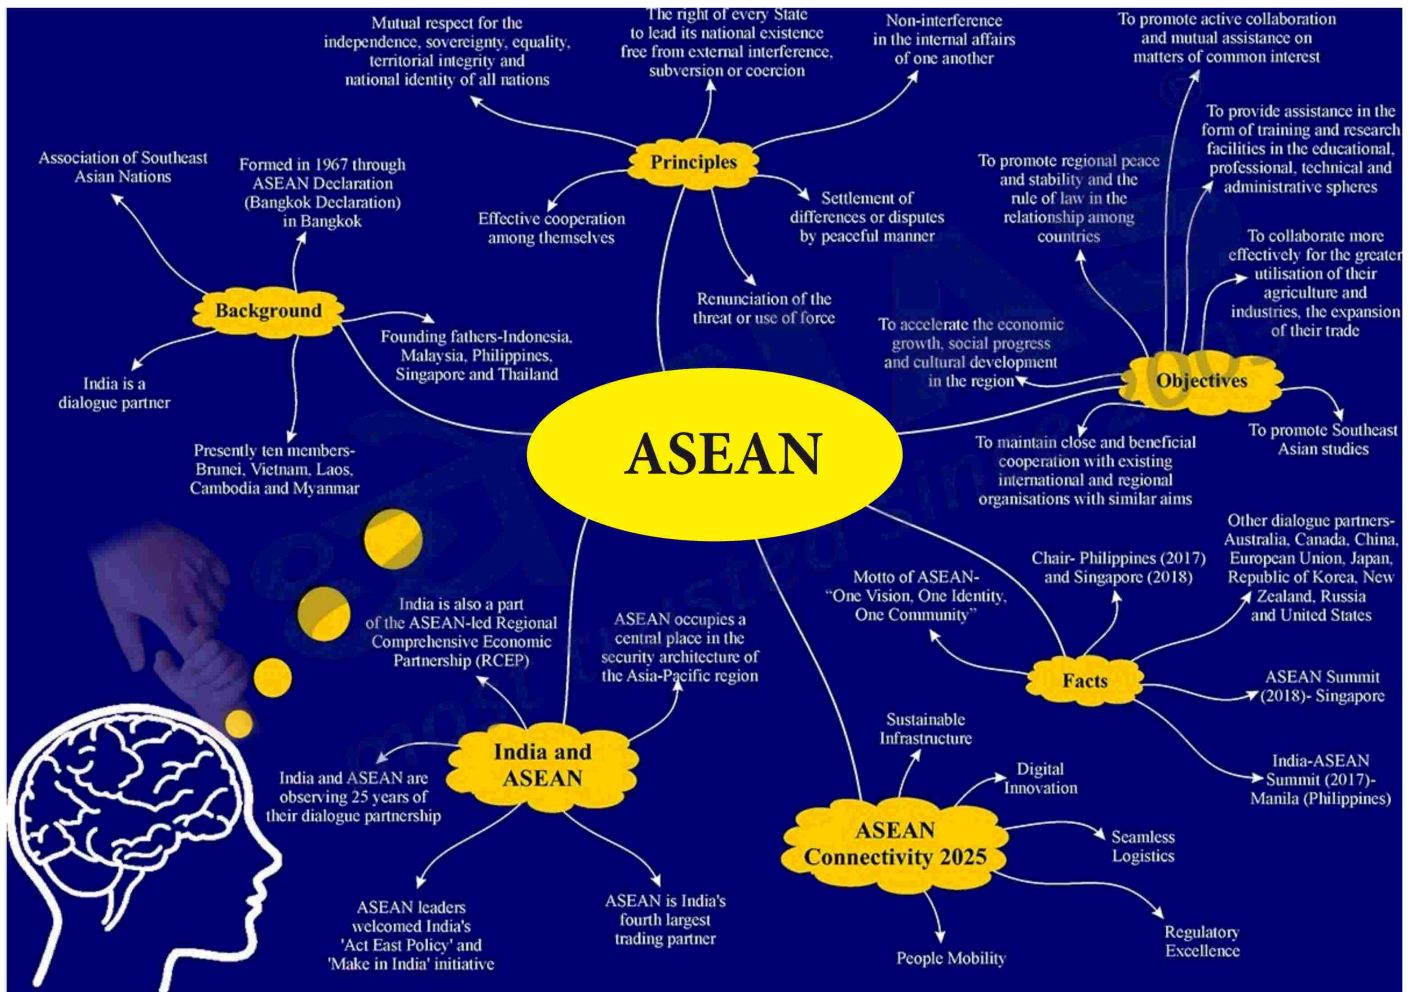 ASEAN
Principles
Mutual respect for the
independence, sovereignty, equality,
territorial integrity and
national identity of all nations
The right of every State
to lead its national existence
free from external interference,
subversion or coercion
Non-interference
in the internal affairs
of one another
Effective cooperation
among themselves
Renunciation of the
threat or use of force
Settlement of
differences or disputes
by peaceful manner
Background
Association of Southeast
Asian Nations
Formed in 1967 through
ASEAN Declaration
(Bangkok Declaration)
in Bangkok
Founding fathers-Indonesia,
Malaysia, Philippines,
Singapore and Thailand
India is a
dialogue partner
Presently ten members-
Brunei, Vietnam, Laos,
Cambodia and Myanmar
Objectives
To promote active collaboration
and mutual assistance on
matters of common interest
To provide assistance in the
form of training and research
facilities in the educational,
professional, technical and
administrative spheres
To promote regional peace
and stability and the
rule of law in the
relationship among
countries
To collaborate more
effectively for the greater
utilisation of their
agriculture and
industries, the expansion
of their trade
To accelerate the economic
growth, social progress
and cultural development
in the region
To maintain close and beneficial
cooperation with existing
international and regional
organisations with similar aims
To promote Southeast
Asian studies
Facts
Motto of ASEAN-
“One Vision, One Identity,
One Community”
Chair- Philippines (2017)
and Singapore (2018)
Other dialogue partners-
Australia, Canada, China,
European Union, Japan,
Republic of Korea, New
Zealand, Russia
and United States
ASEAN Summit
(2018)- Singapore
India-ASEAN
Summit (2017)-
Manila (Philippines)
India and
ASEAN
India is also a part
of the ASEAN-led Regional
Comprehensive Economic
Partnership (RCEP)
ASEAN occupies a
central place in the
security architecture of
the Asia-Pacific region
India and ASEAN are
observing 25 years of
their dialogue partnership
ASEAN leaders
welcomed India's
'Act East Policy' and
'Make in India' initiative
ASEAN is India's
fourth largest
trading partner
ASEAN
Connectivity 2025
Sustainable
Infrastructure
Digital
Innovation
Seamless
Logistics
Regulatory
Excellence
People Mobility